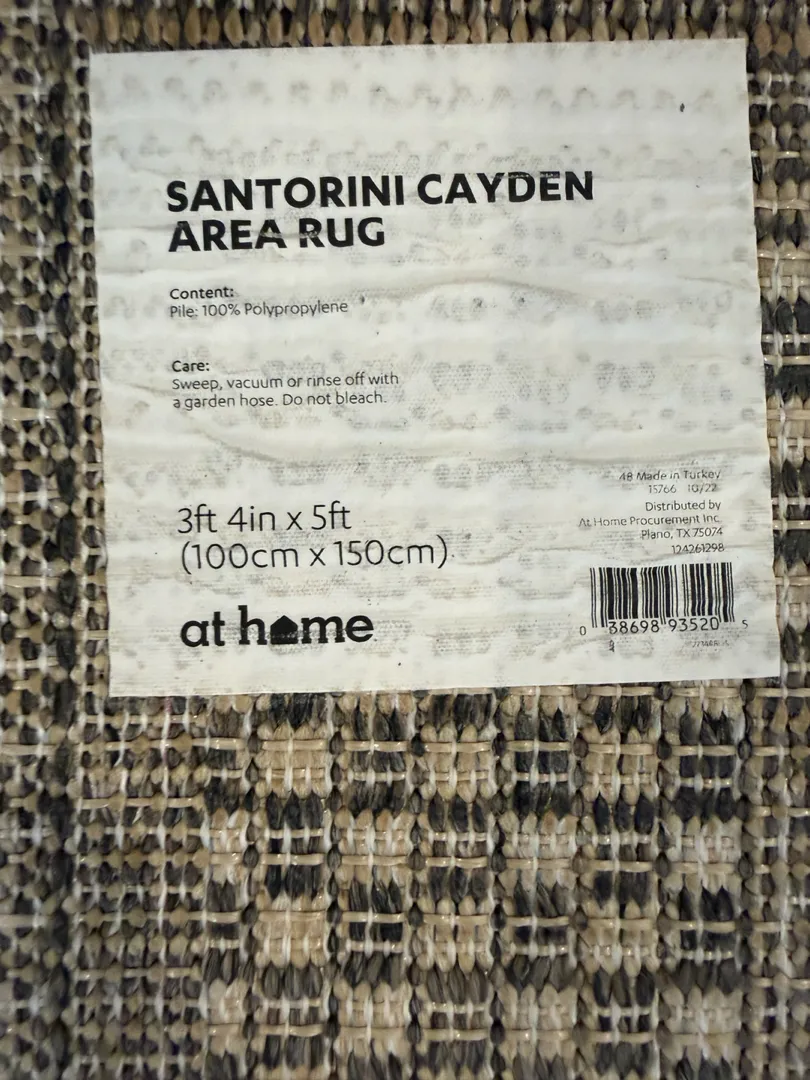 SANTORINI CAYDEN
AREA RUG
Content:
Pile: 100% Polypropylene
Care:
Sweep, vacuum or rinse off with
a garden hose. Do not bleach.
3ft 4in x 5ft
(100cm x 150cm)
at home
48 Made in Turkey
15766 10/22
Distributed by
At Home Procurement Inc.
Plano, TX 75074
124261298
0 38698 93520 5